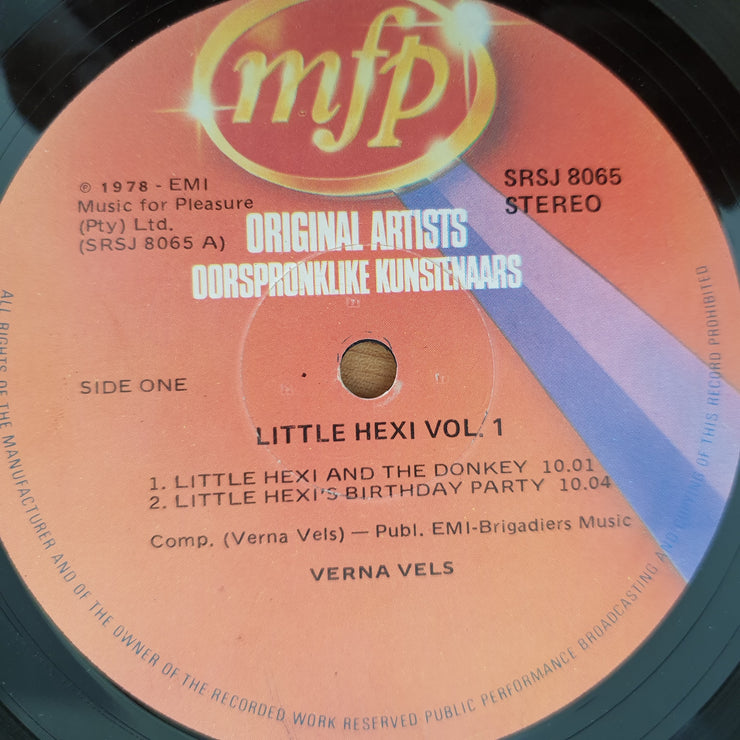 mfp
℗ 1978 - EMI
Music for Pleasure
(Pty) Ltd.
(SRSJ 8065 A)
SRSJ 8065
STEREO
ORIGINAL ARTISTS
OORSPRONKLIKE KUNSTENAARS
SIDE ONE
LITTLE HEXI VOL. 1
1. LITTLE HEXI AND THE DONKEY 10.01
2. LITTLE HEXI'S BIRTHDAY PARTY 10.04
Comp. (Verna Vels) — Publ. EMI-Brigadiers Music
VERNA VELS
ALL RIGHTS OF THE MANUFACTURER AND OF THE OWNER OF THE RECORDED WORK RESERVED PUBLIC PERFORMANCE BROADCASTING AND COPYING OF THIS RECORD PROHIBITED